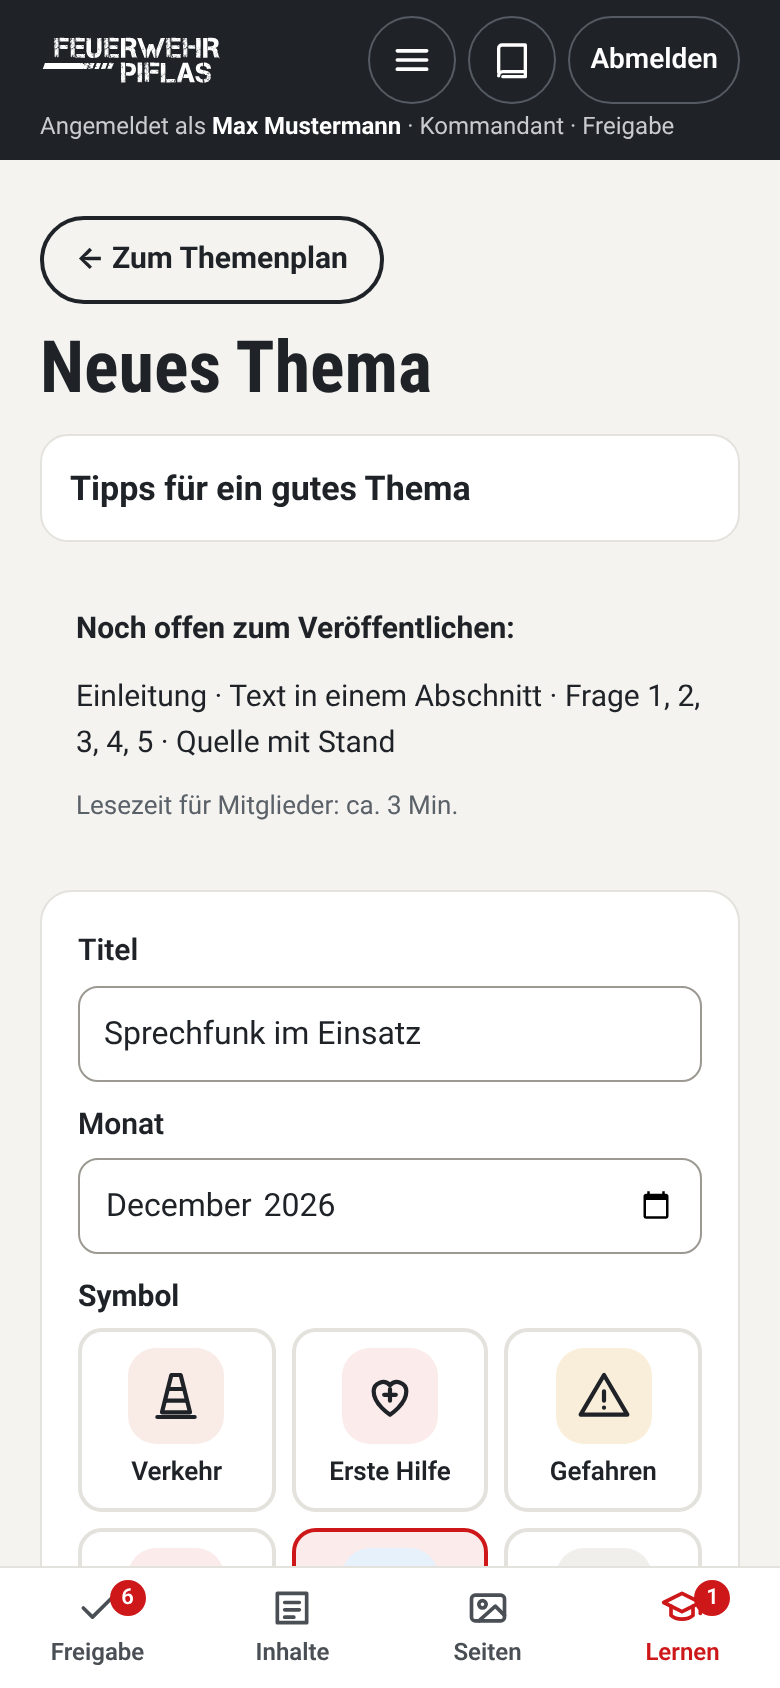 FEUERWEHR
PIFLAS
Abmelden
Angemeldet als Max Mustermann · Kommandant · Freigabe
← Zum Themenplan
Neues Thema
Tipps für ein gutes Thema
Noch offen zum Veröffentlichen:
Einleitung · Text in einem Abschnitt · Frage 1, 2,
3, 4, 5 · Quelle mit Stand
Lesezeit für Mitglieder: ca. 3 Min.
Titel
Sprechfunk im Einsatz
Monat
December 2026
Symbol
Verkehr
Erste Hilfe
Gefahren
6
1
Freigabe
Inhalte
Seiten
Lernen